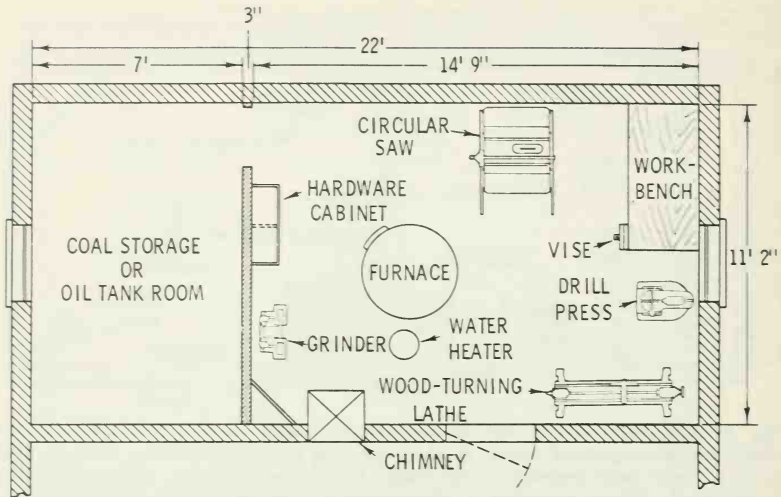 3"
22'
7'
14' 9"
CIRCULAR
SAW
WORK-
BENCH
HARDWARE
CABINET
COAL STORAGE
OR
OIL TANK ROOM
FURNACE
VISE
11' 2"
DRILL
PRESS
GRINDER
WATER
HEATER
WOOD-TURNING
LATHE
CHIMNEY